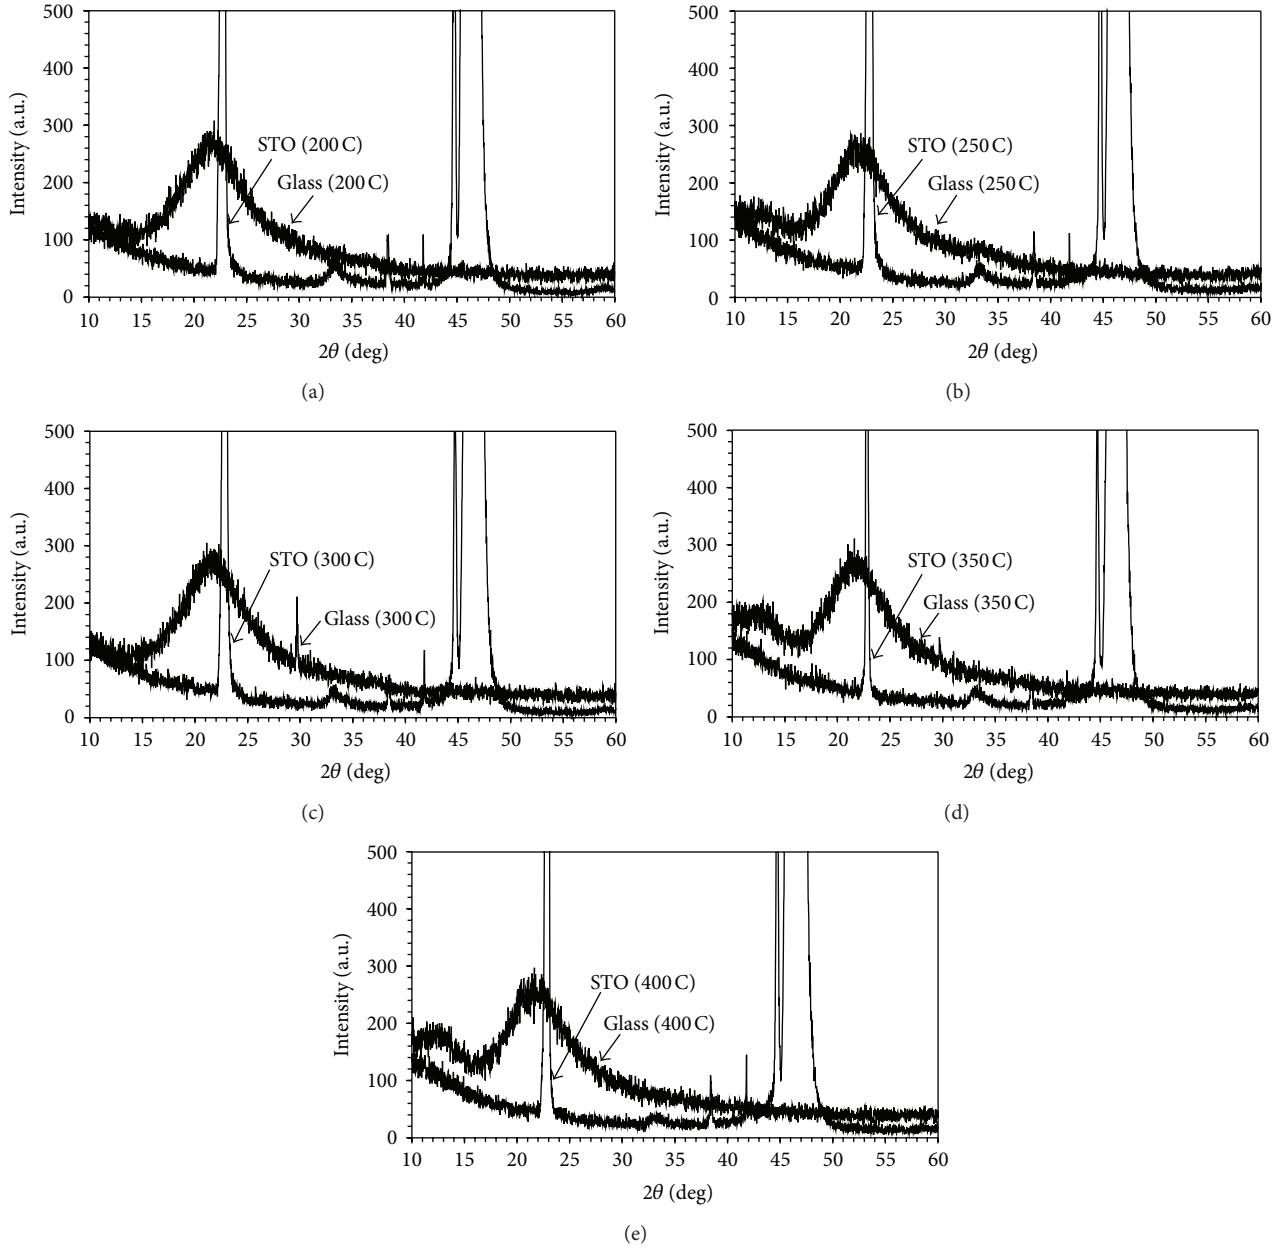 500
400
300
200
100
0
Intensity (a.u.)
STO (200 C)
Glass (200 C)
10 15 20 25 30 35 40 45 50 55 60
2θ (deg)
(a)
500
400
300
200
100
0
Intensity (a.u.)
STO (250 C)
Glass (250 C)
10 15 20 25 30 35 40 45 50 55 60
2θ (deg)
(b)
500
400
300
200
100
0
Intensity (a.u.)
STO (300 C)
Glass (300 C)
10 15 20 25 30 35 40 45 50 55 60
2θ (deg)
(c)
500
400
300
200
100
0
Intensity (a.u.)
STO (350 C)
Glass (350 C)
10 15 20 25 30 35 40 45 50 55 60
2θ (deg)
(d)
500
400
300
200
100
0
Intensity (a.u.)
STO (400 C)
Glass (400 C)
10 15 20 25 30 35 40 45 50 55 60
2θ (deg)
(e)